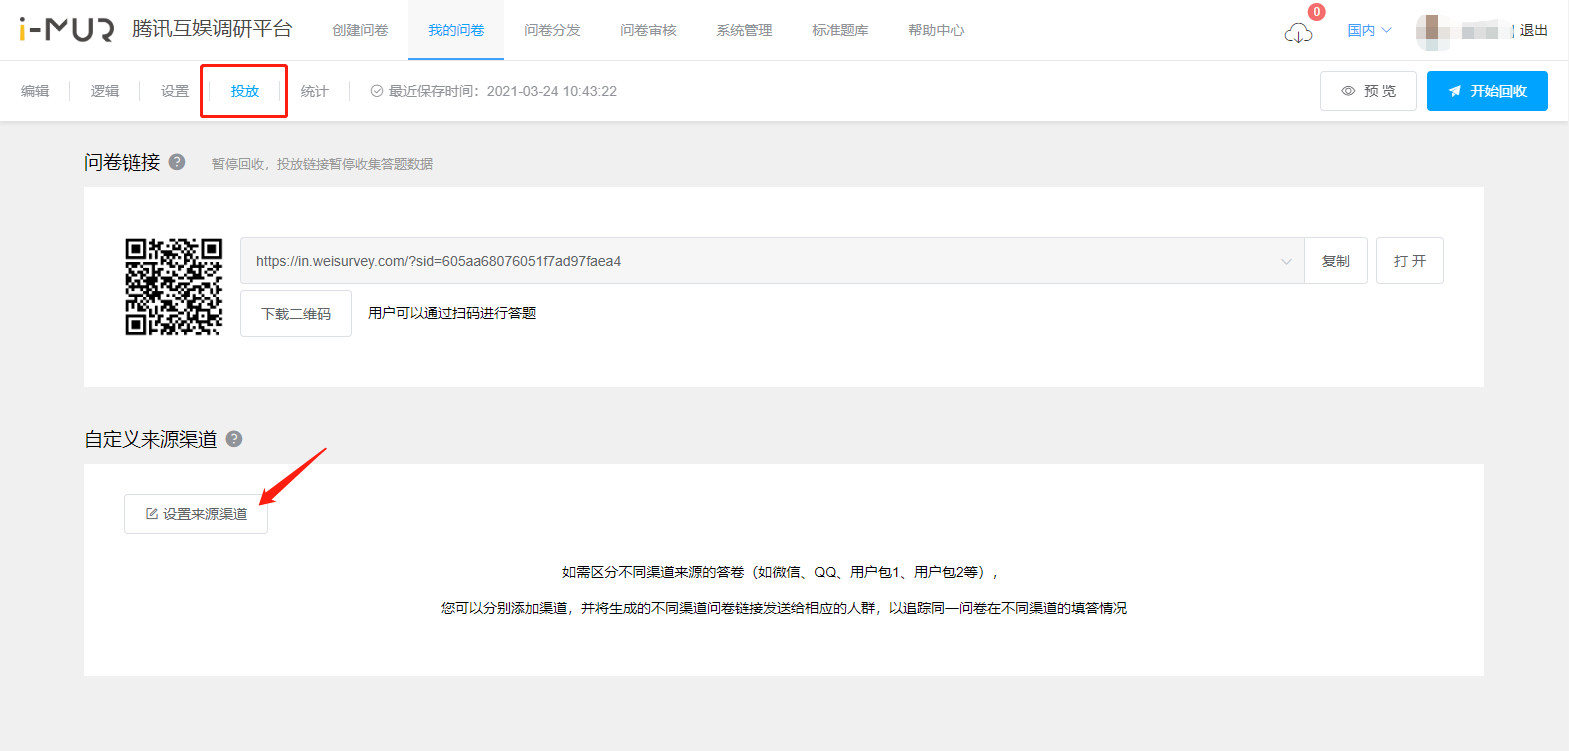 i-MUR 腾讯互娱调研平台 创建问卷 我的问卷 问卷分发 问卷审核 系统管理 标准题库 帮助中心 0 国内 退出
编辑 逻辑 设置 投放 统计 最近保存时间：2021-03-24 10:43:22 预 览 开始回收
问卷链接 ? 暂停回收，投放链接暂停收集答题数据
https://in.weisurvey.com/?sid=605aa68076051f7ad97faea4 复制 打 开
下载二维码 用户可以通过扫码进行答题
自定义来源渠道 ?
设置来源渠道
如需区分不同渠道来源的答卷（如微信、QQ、用户包1、用户包2等），
您可以分别添加渠道，并将生成的不同渠道问卷链接发送给相应的人群，以追踪同一问卷在不同渠道的填答情况